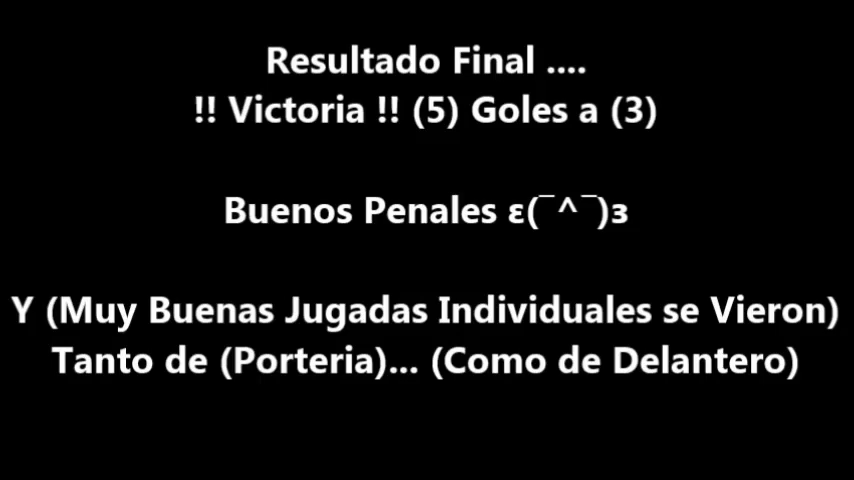 Resultado Final ....
!! Victoria !! (5) Goles a (3)
Buenos Penales ε(¯^¯)з
Y (Muy Buenas Jugadas Individuales se Vieron)
Tanto de (Porteria)... (Como de Delantero)